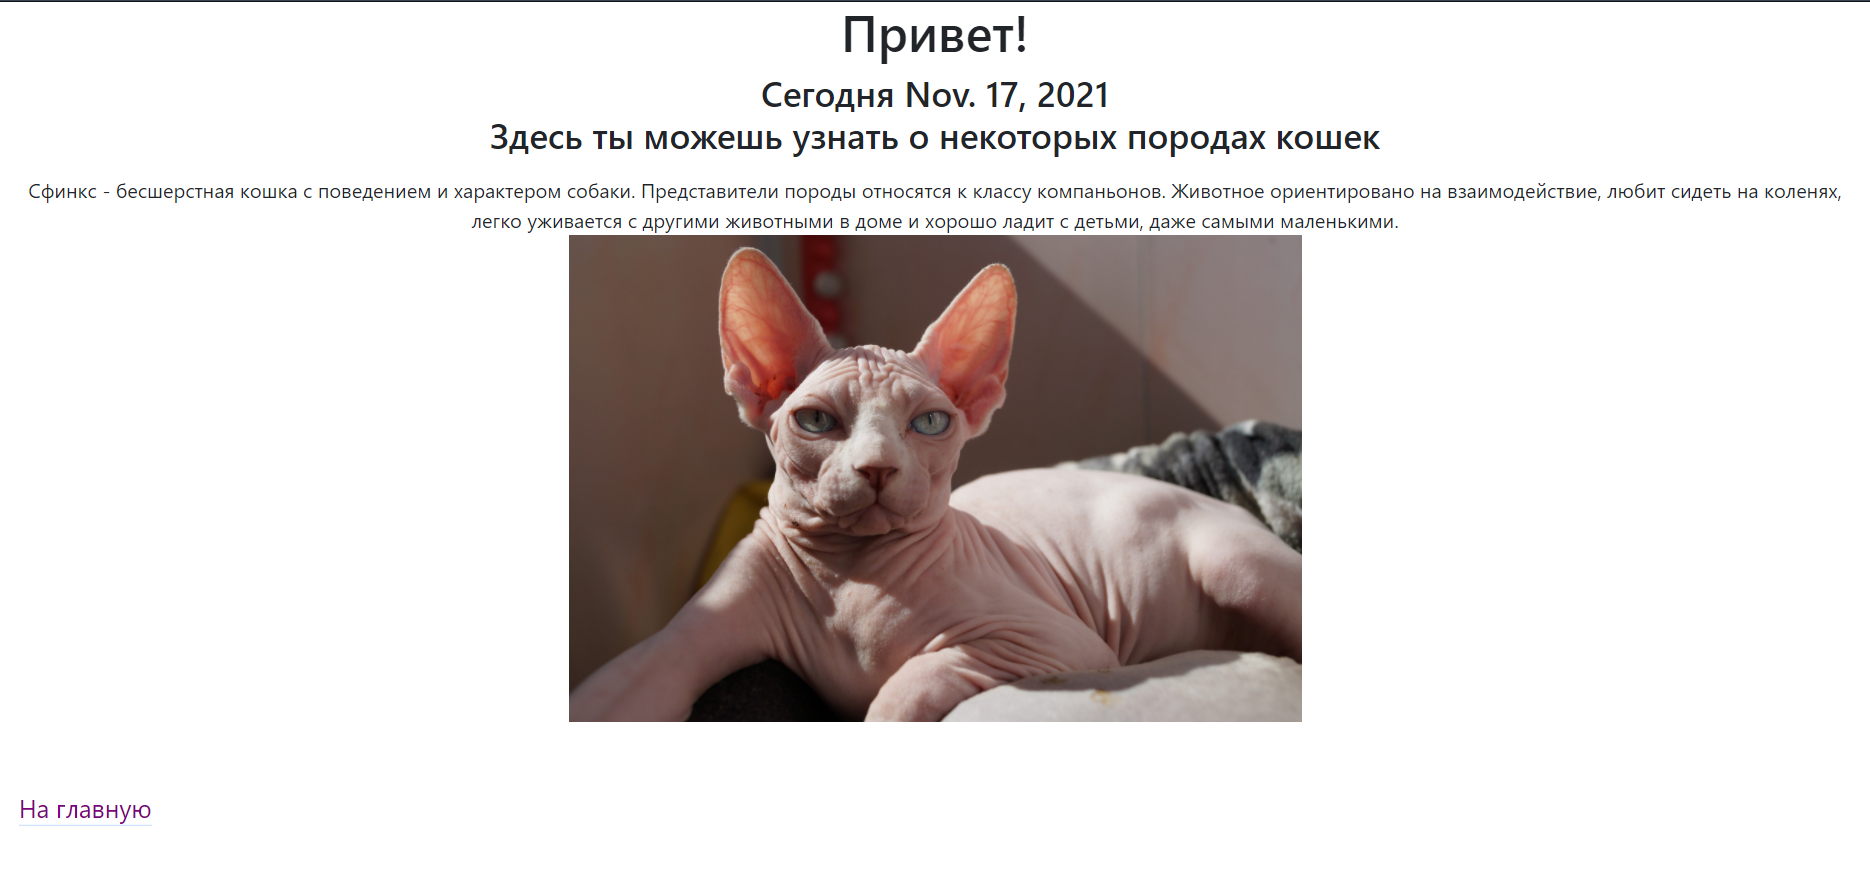 Привет!
Сегодня Nov. 17, 2021
Здесь ты можешь узнать о некоторых породах кошек
Сфинкс - бесшерстная кошка с поведением и характером собаки. Представители породы относятся к классу компаньонов. Животное ориентировано на взаимодействие, любит сидеть на коленях,
легко уживается с другими животными в доме и хорошо ладит с детьми, даже самыми маленькими.
На главную